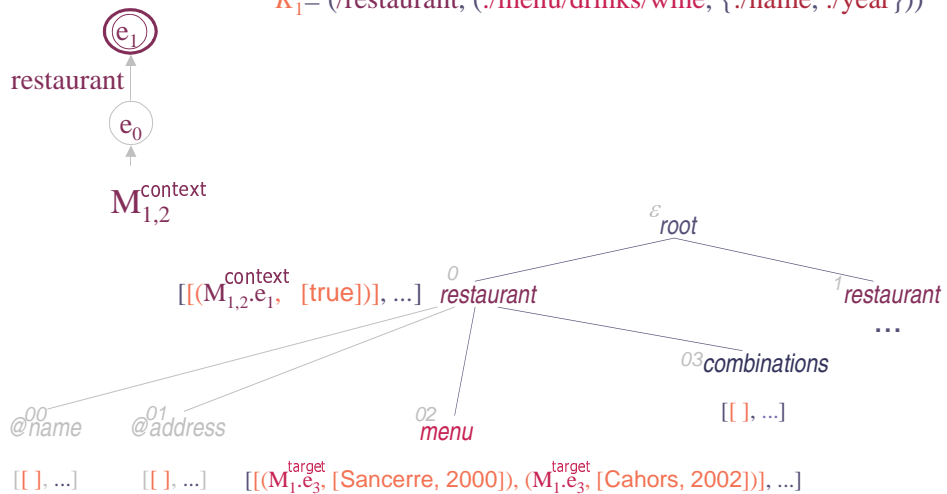 K₁= (/restaurant, (./menu/drinks/wine, {./name, ./year}))
e₁
restaurant
e₀
M₁,₂ᶜᵒⁿᵗᵉˣᵗ
ε
root
0
[[(M₁,₂ᶜᵒⁿᵗᵉˣᵗ.e₁, [true])], ...] restaurant
1
restaurant
...
03 combinations
[[ ], ...]
00 01 02
@name @address menu
[[ ], ...] [[ ], ...] [[(M₁ᵗᵃʳᵍᵉᵗ.e₃, [Sancerre, 2000]), (M₁ᵗᵃʳᵍᵉᵗ.e₃, [Cahors, 2002])], ...]